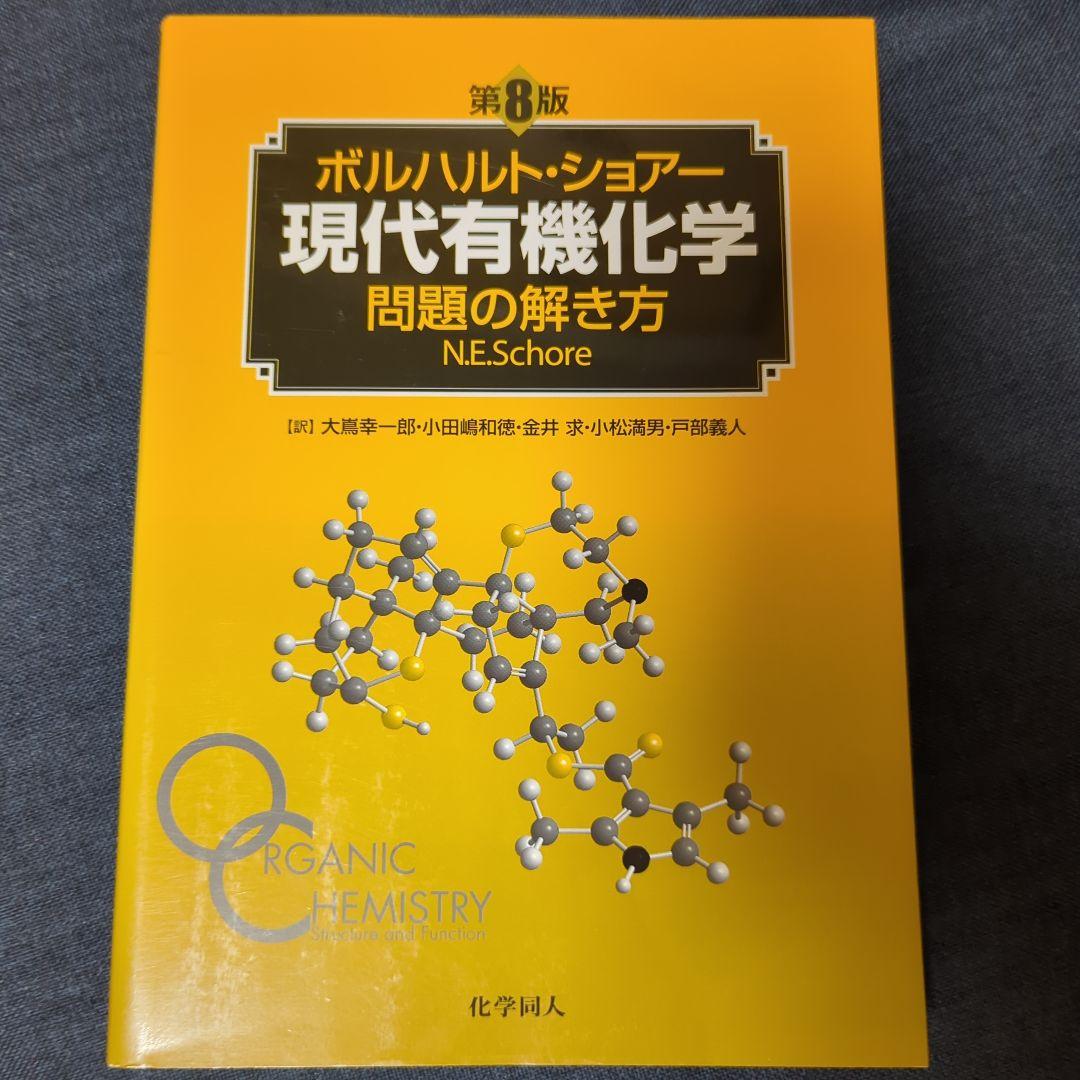 第8版
ボルハルト・ショアー
現代有機化学
問題の解き方
N.E.Schore
【訳】大嶌幸一郎・小田嶋和徳・金井 求・小松満男・戸部義人
ORGANIC
CHEMISTRY
Structure and Function
化学同人